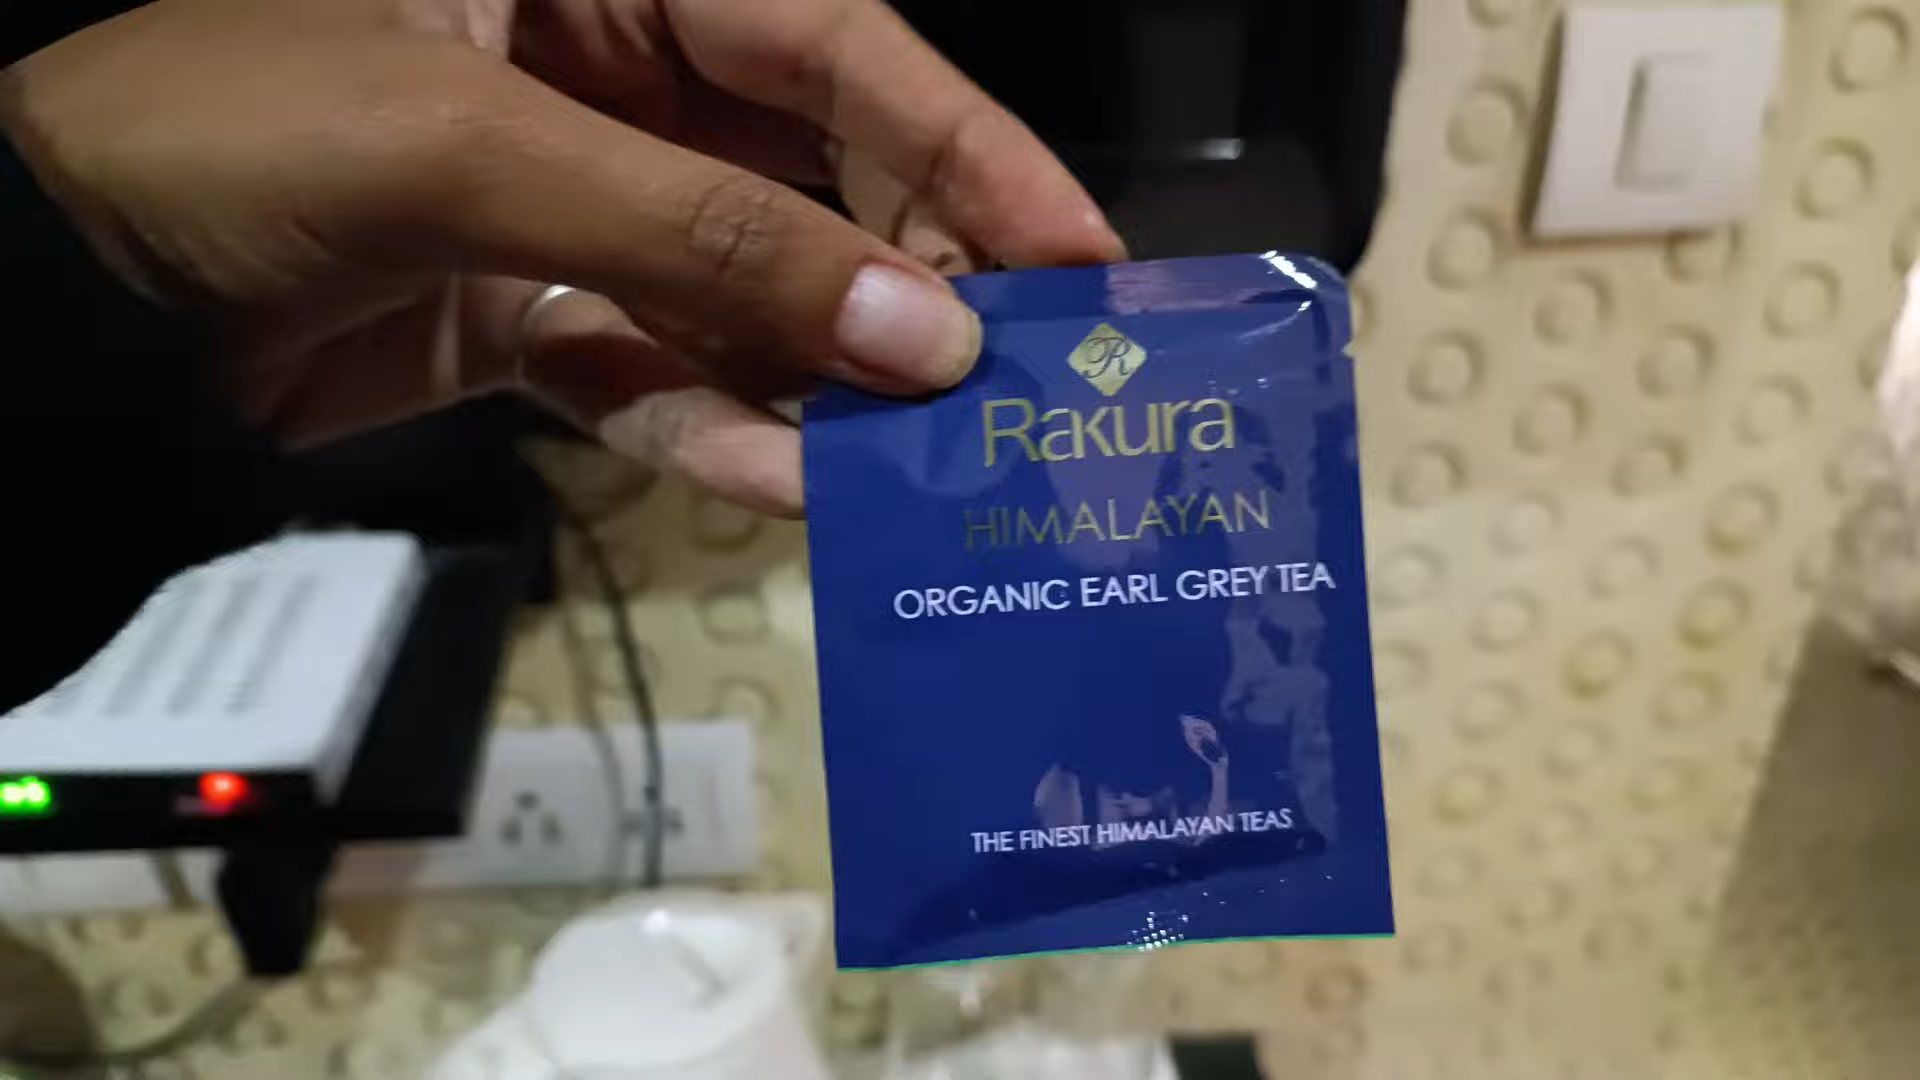 R
Rakura
HIMALAYAN
ORGANIC EARL GREY TEA
THE FINEST HIMALAYAN TEAS